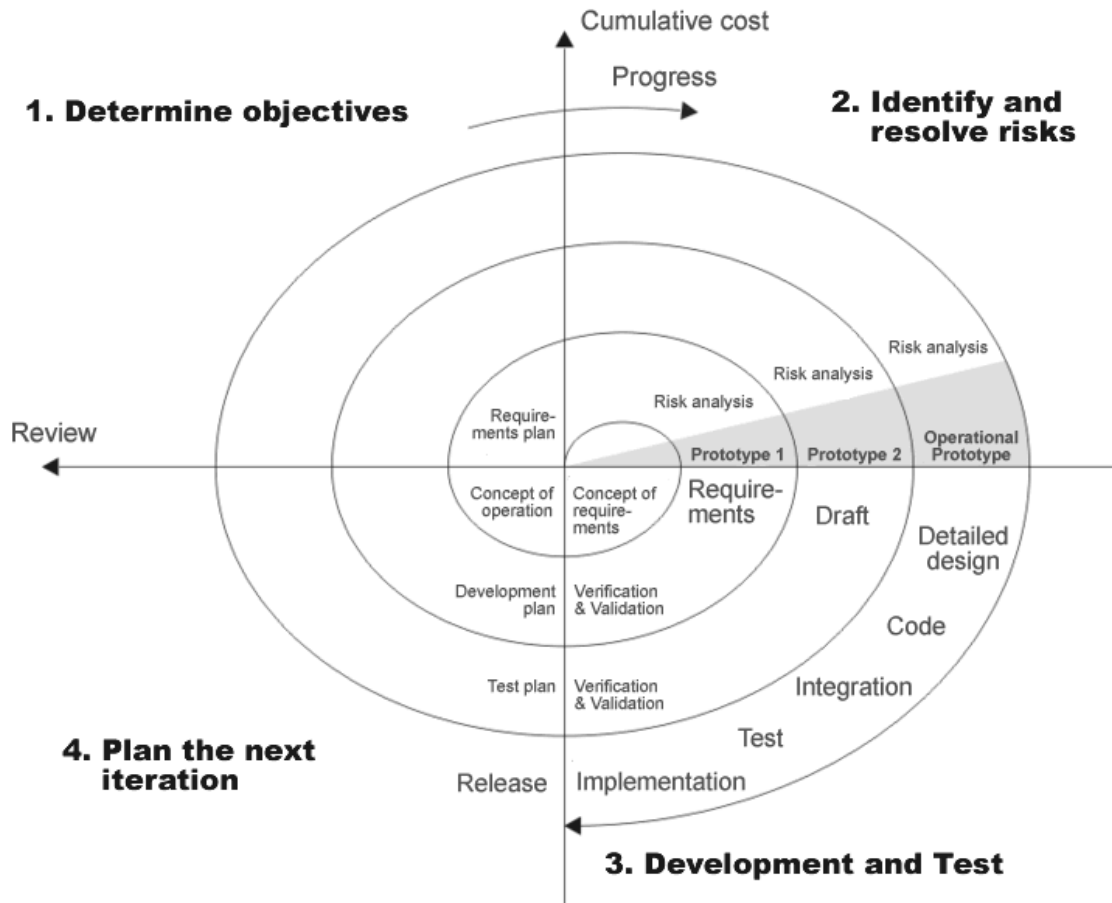 Cumulative cost
Progress
1. Determine objectives
2. Identify and
resolve risks
Risk analysis
Risk analysis
Risk analysis
Require-
ments plan
Review
Prototype 1
Prototype 2
Operational
Prototype
Concept of
operation
Concept of
require-
ments
Require-
ments
Draft
Detailed
design
Development
plan
Verification
& Validation
Code
Test plan
Verification
& Validation
Integration
Test
4. Plan the next
iteration
Release
Implementation
3. Development and Test